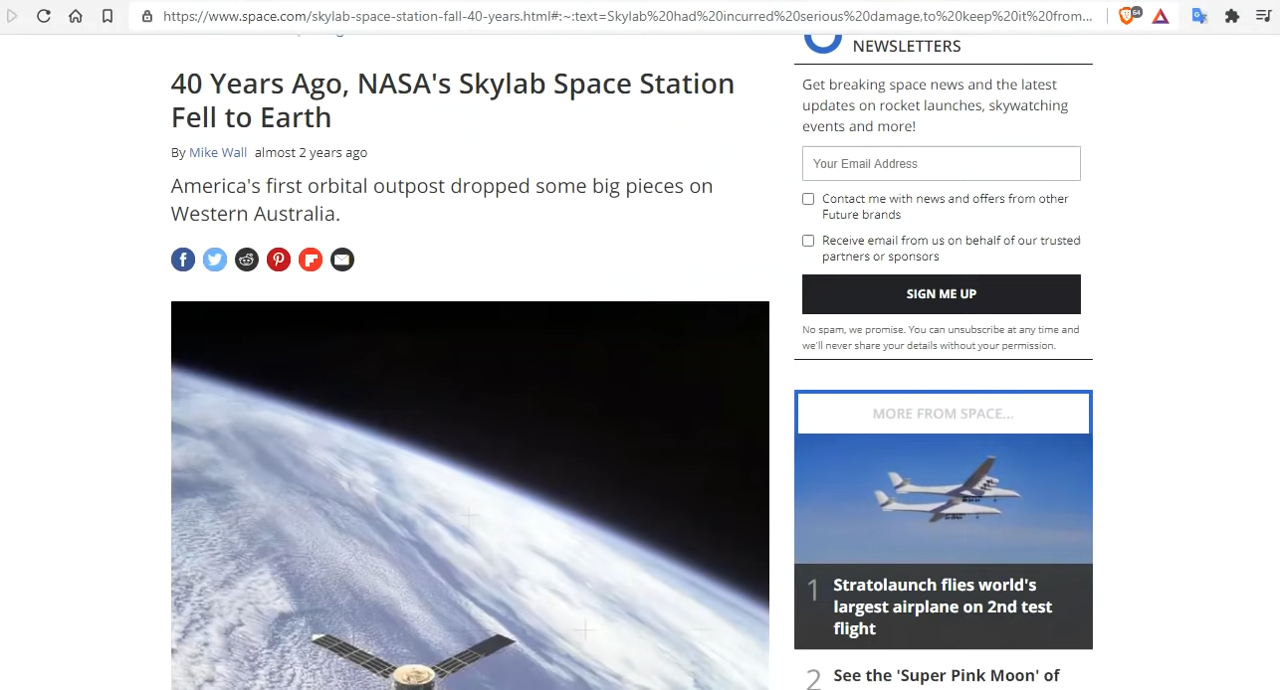 https://www.space.com/skylab-space-station-fall-40-years.html#:~:text=Skylab%20had%20incurred%20serious%20damage,to%20keep%20it%20from...
64
40 Years Ago, NASA's Skylab Space Station
Fell to Earth
By Mike Wall almost 2 years ago
America's first orbital outpost dropped some big pieces on
Western Australia.
NEWSLETTERS
Get breaking space news and the latest
updates on rocket launches, skywatching
events and more!
Your Email Address
Contact me with news and offers from other
Future brands
Receive email from us on behalf of our trusted
partners or sponsors
SIGN ME UP
No spam, we promise. You can unsubscribe at any time and
we'll never share your details without your permission.
MORE FROM SPACE...
1 Stratolaunch flies world's
largest airplane on 2nd test
flight
2 See the 'Super Pink Moon' of